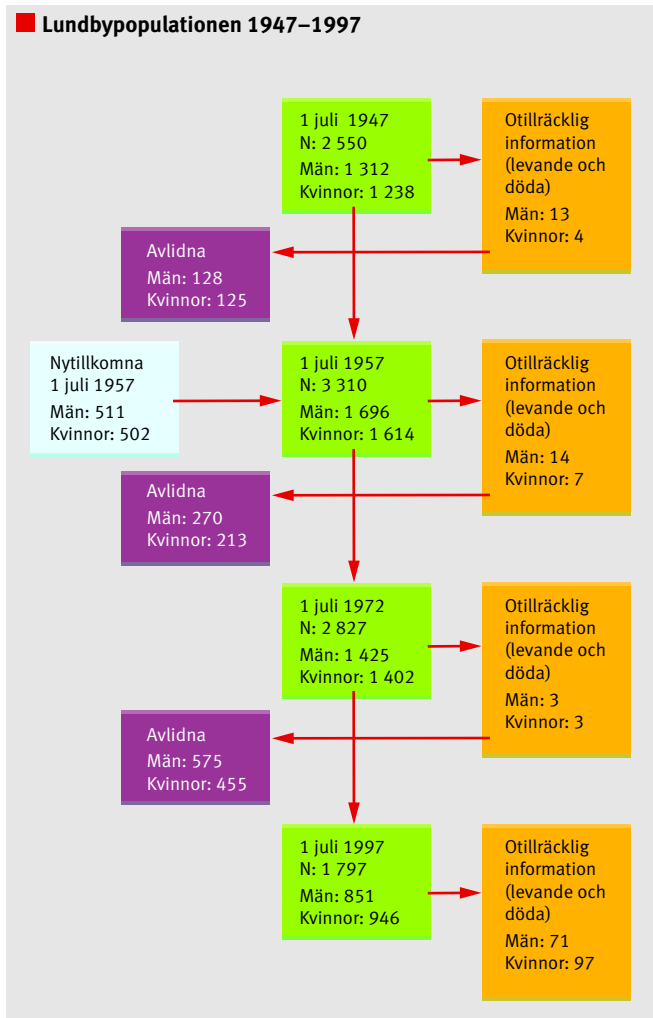 Lundbypopulationen 1947–1997
1 juli 1947
N: 2 550
Män: 1 312
Kvinnor: 1 238
Otillräcklig
information
(levande och
döda)
Män: 13
Kvinnor: 4
Avlidna
Män: 128
Kvinnor: 125
Nytillkomna
1 juli 1957
Män: 511
Kvinnor: 502
1 juli 1957
N: 3 310
Män: 1 696
Kvinnor: 1 614
Otillräcklig
information
(levande och
döda)
Män: 14
Kvinnor: 7
Avlidna
Män: 270
Kvinnor: 213
1 juli 1972
N: 2 827
Män: 1 425
Kvinnor: 1 402
Otillräcklig
information
(levande och
döda)
Män: 3
Kvinnor: 3
Avlidna
Män: 575
Kvinnor: 455
1 juli 1997
N: 1 797
Män: 851
Kvinnor: 946
Otillräcklig
information
(levande och
döda)
Män: 71
Kvinnor: 97